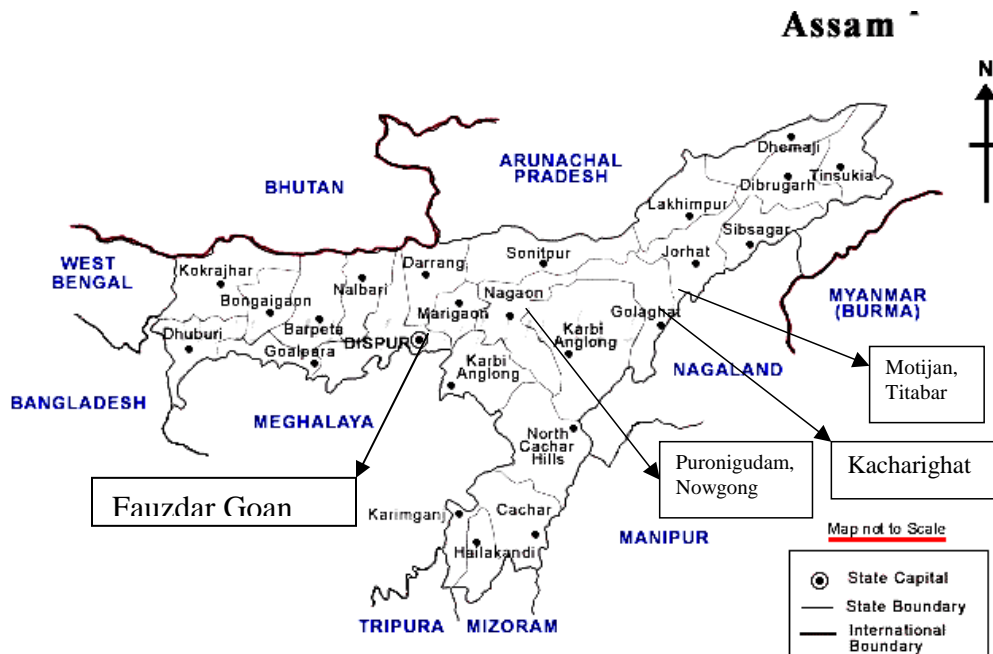 Assam
N
Dhemaji
Tinsukia
Dibrugarh
ARUNACHAL
PRADESH
BHUTAN
Lakhimpur
Sibsagar
WEST
BENGAL
Kokrajhar
Darrang
Sonitpur
Jorhat
Bongaigaon
Nalbari
Marigaon
Nagaon
Golaghat
MYANMAR
(BURMA)
Dhuburi
Barpeta
Goalpara
DISPUR
Karbi
Anglong
Karbi
Anglong
NAGALAND
BANGLADESH
MEGHALAYA
Motijan,
Titabar
North
Cachar
Hills
Puronigudam,
Nowgong
Kacharighat
Fauzdar Goan
Karimganj
Cachar
Hailakandi
MANIPUR
Map not to Scale
TRIPURA
MIZORAM
State Capital
State Boundary
International
Boundary